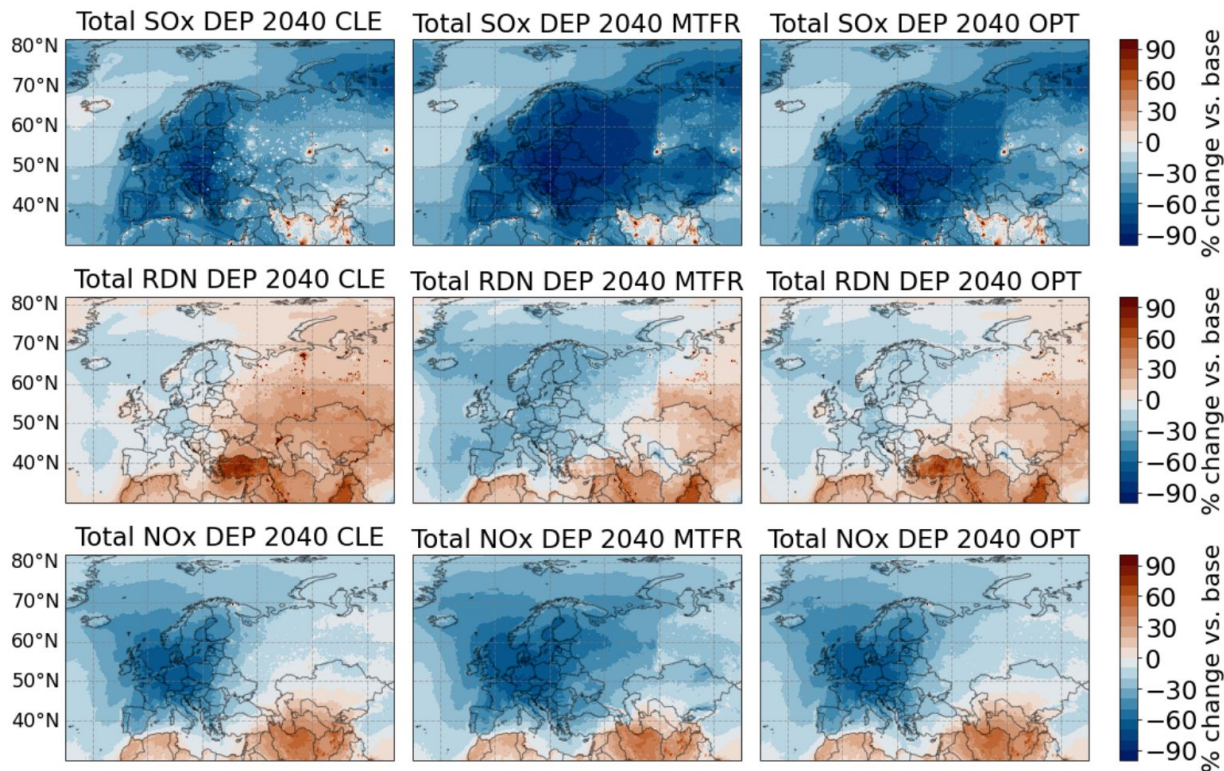 Total SOx DEP 2040 CLE Total SOx DEP 2040 MTFR Total SOx DEP 2040 OPT
82°N
70°N
60°N
50°N
40°N
90
60
30
0
−30
−60
−90
% change vs. base
Total RDN DEP 2040 CLE Total RDN DEP 2040 MTFR Total RDN DEP 2040 OPT
80°N
70°N
60°N
50°N
40°N
90
60
30
0
−30
−60
−90
% change vs. base
Total NOx DEP 2040 CLE Total NOx DEP 2040 MTFR Total NOx DEP 2040 OPT
80°N
70°N
60°N
50°N
40°N
90
60
30
0
−30
−60
−90
% change vs. base